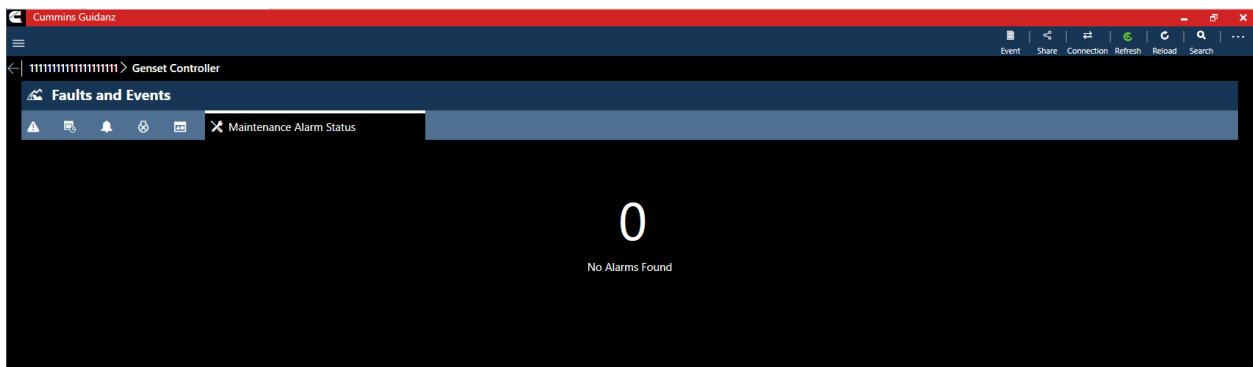 Cummins Guidanz
Event Share Connection Refresh Reload Search
11111111111111111111 > Genset Controller
Faults and Events
Maintenance Alarm Status
0
No Alarms Found